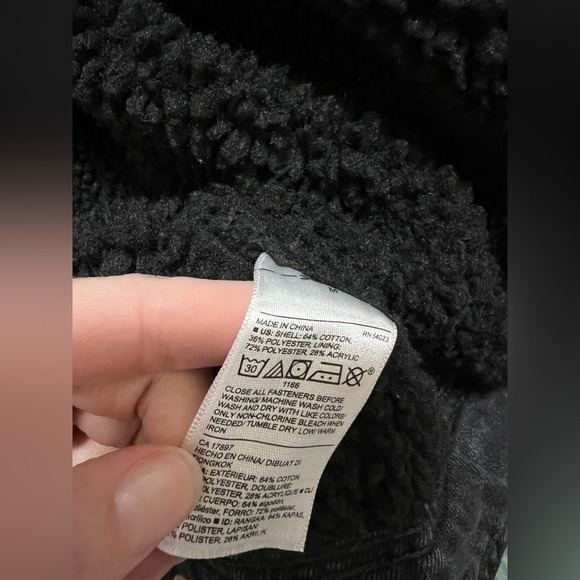 M
MADE IN CHINA RN 54023
■ US: SHELL: 64% COTTON,
36% POLYESTER, LINING:
72% POLYESTER, 28% ACRYLIC
30
1166
CLOSE ALL FASTENERS BEFORE
WASHING/ MACHINE WASH COLD/
WASH AND DRY WITH LIKE COLORS/
ONLY NON-CHLORINE BLEACH WHEN
NEEDED/ TUMBLE DRY LOW/ WARM
IRON
CA 17897
HECHO EN CHINA/ DIBUAT DI
TIONGKOK
EXTÉRIEUR: 64% COTON,
POLYESTER, DOUBLURE:
POLYESTER, 28% ACRYLIQUE ■
CUERPO: 64% algodón,
poliéster, FORRO: 72% poliéster,
acrílico ■ ID: RANGKA: 64% KAPAS,
POLISTER, LAPISAN:
POLISTER, 28% AKRILIK